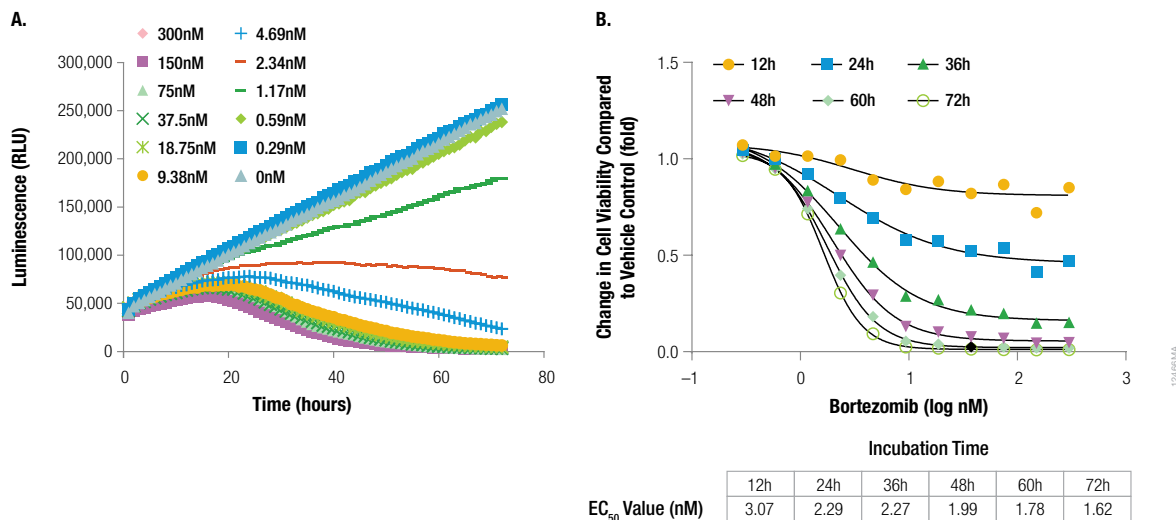 A.
300nM
4.69nM
150nM
2.34nM
75nM
1.17nM
37.5nM
0.59nM
18.75nM
0.29nM
9.38nM
0nM
300,000
250,000
200,000
150,000
100,000
50,000
0
Luminescence (RLU)
0 20 40 60 80
Time (hours)
B.
12h 24h 36h
48h 60h 72h
1.5
1.0
0.5
0.0
Change in Cell Viability Compared
to Vehicle Control (fold)
–1 0 1 2 3
Bortezomib (log nM)
12466MA
Incubation Time
12h 24h 36h 48h 60h 72h
EC50 Value (nM) 3.07 2.29 2.27 1.99 1.78 1.62